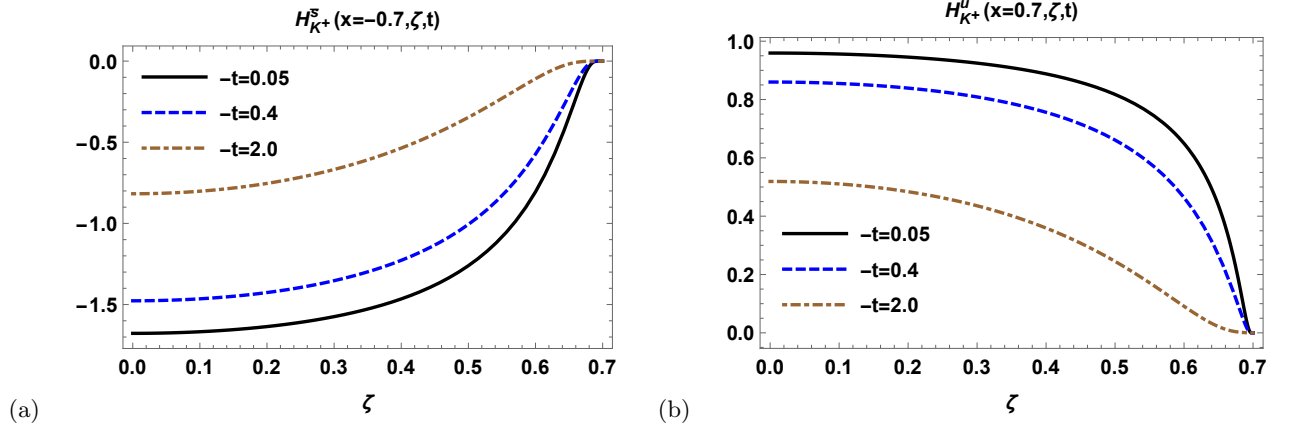 H_{K^+}^{s̅}(x=−0.7,ζ,t)
0.0
−0.5
−1.0
−1.5
−t=0.05
−t=0.4
−t=2.0
0.0 0.1 0.2 0.3 0.4 0.5 0.6 0.7
ζ
(a)
H_{K^+}^{u}(x=0.7,ζ,t)
1.0
0.8
0.6
0.4
0.2
0.0
−t=0.05
−t=0.4
−t=2.0
0.0 0.1 0.2 0.3 0.4 0.5 0.6 0.7
ζ
(b)